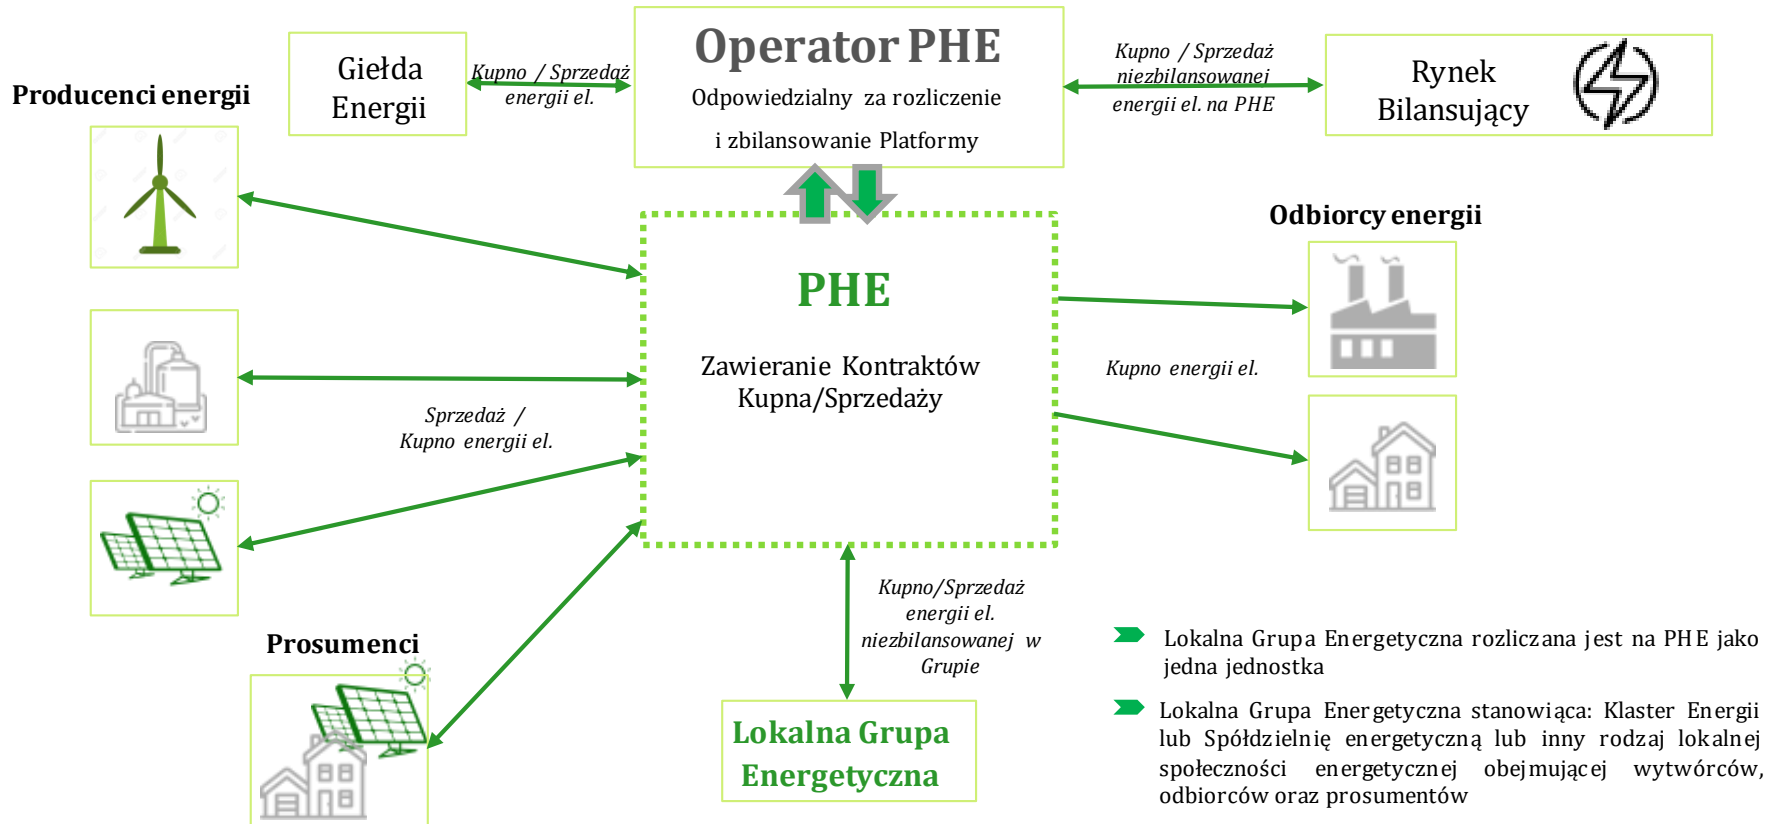 Operator PHE
Odpowiedzialny za rozliczenie
i zbilansowanie Platformy
Giełda
Energii
Kupno / Sprzedaż
energii el.
Kupno / Sprzedaż
niezbilansowanej
energii el. na PHE
Rynek
Bilansujący
Producenci energii
Odbiorcy energii
PHE
Zawieranie Kontraktów
Kupna/Sprzedaży
Kupno energii el.
Sprzedaż /
Kupno energii el.
Prosumenci
Kupno/Sprzedaż
energii el.
niezbilansowanej w
Grupie
Lokalna Grupa
Energetyczna
Lokalna Grupa Energetyczna rozliczana jest na PHE jako
jedna jednostka
Lokalna Grupa Energetyczna stanowiąca: Klaster Energii
lub Spółdzielnię energetyczną lub inny rodzaj lokalnej
społeczności energetycznej obejmującej wytwórców,
odbiorców oraz prosumentów